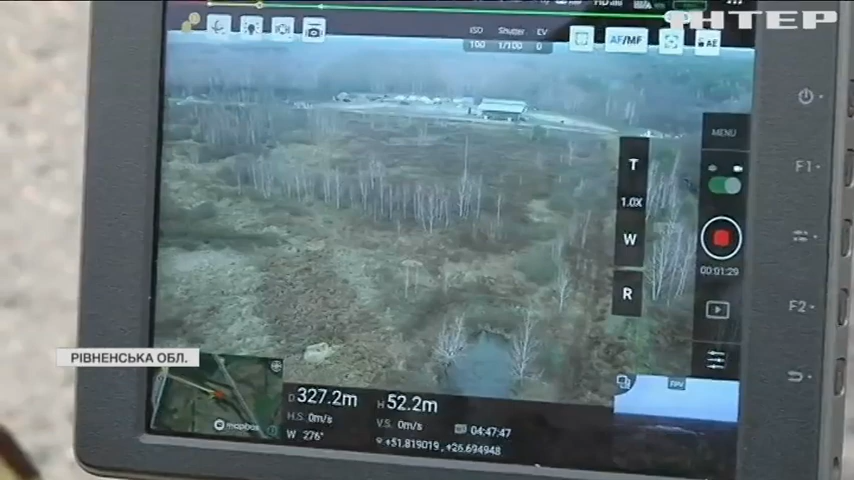 ІНТЕР
ISO Shutter EV
100 1/100 0
AF/MF
AE
MENU
F1
T
1.0X
W
R
00:01:29
F2
РІВНЕНСЬКА ОБЛ.
D 327.2m H 52.2m
H.S. 0m/s V.S. 0m/s 04:47:47
W 276° +51.819019, +26.694948
mapbox
FPV